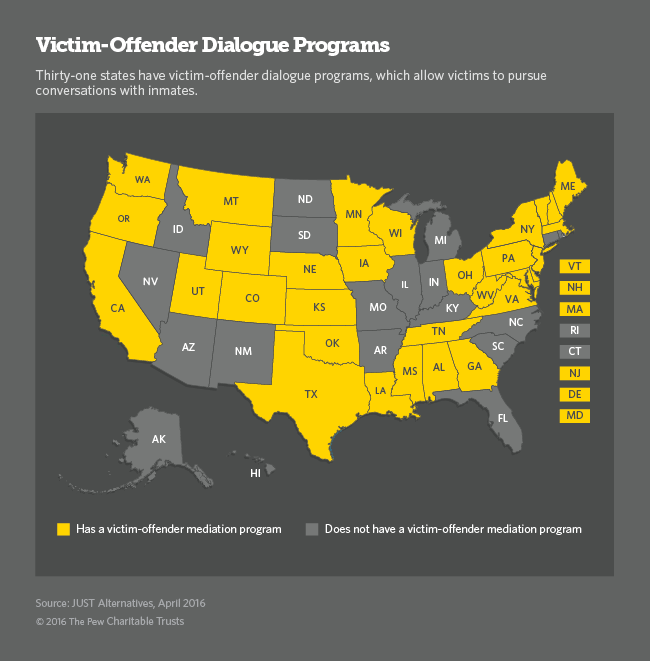 Victim-Offender Dialogue Programs
Thirty-one states have victim-offender dialogue programs, which allow victims to pursue
conversations with inmates.
WA
MT
ND
MN
ME
OR
ID
SD
WI
MI
NY
WY
NE
IA
PA
NV
UT
CO
KS
MO
IL
IN
OH
WV
VA
KY
CA
AZ
NM
OK
AR
TN
NC
SC
TX
LA
MS
AL
GA
FL
AK
HI
VT
NH
MA
RI
CT
NJ
DE
MD
Has a victim-offender mediation program
Does not have a victim-offender mediation program
Source: JUST Alternatives, April 2016
© 2016 The Pew Charitable Trusts